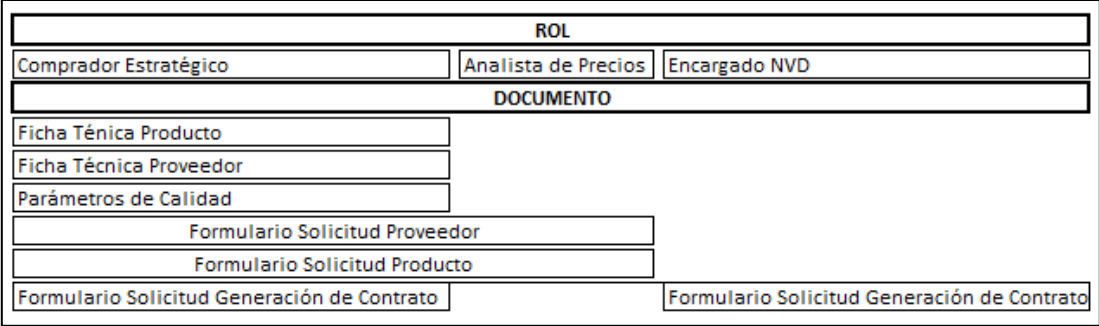 ROL
Comprador Estratégico Analista de Precios Encargado NVD
DOCUMENTO
Ficha Ténica Producto
Ficha Técnica Proveedor
Parámetros de Calidad
Formulario Solicitud Proveedor
Formulario Solicitud Producto
Formulario Solicitud Generación de Contrato Formulario Solicitud Generación de Contrato